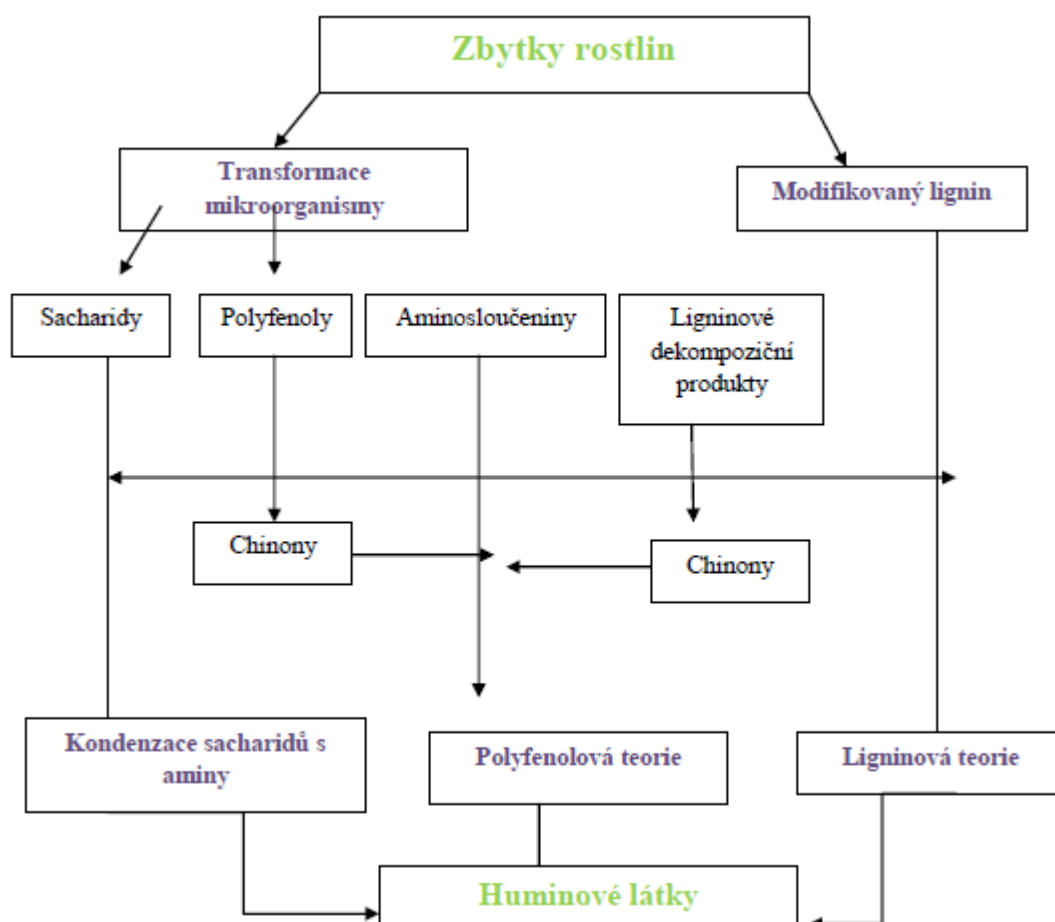 Zbytky rostlin
Transformace
mikroorganismy
Modifikovaný lignin
Sacharidy
Polyfenoly
Aminosloučeniny
Ligninové
dekompoziční
produkty
Chinony
Chinony
Kondenzace sacharidů s
aminy
Polyfenolová teorie
Ligninová teorie
Huminové látky